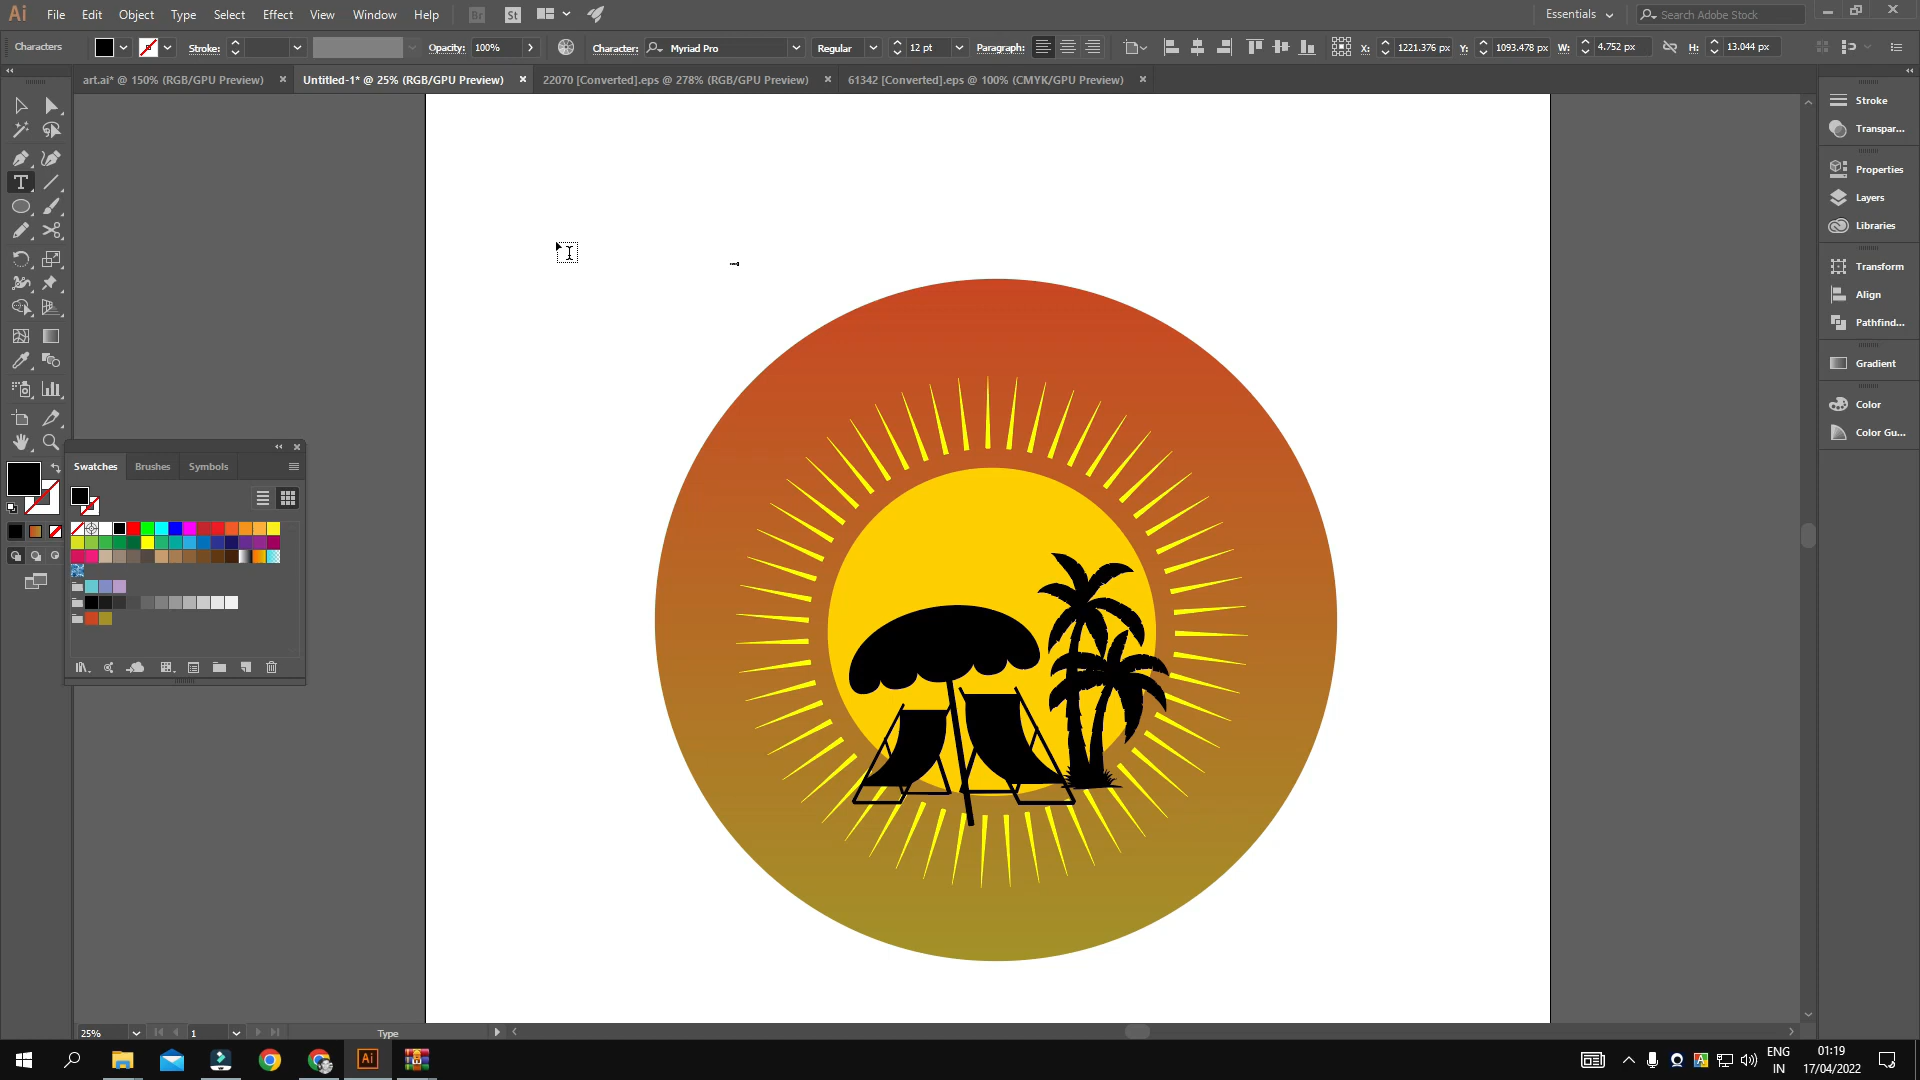 Ai File Edit Object Type Select Effect View Window Help Br St Essentials Search Adobe Stock
Characters Stroke: Opacity: 100% Character: Myriad Pro Regular 12 pt Paragraph: X: 1221.376 px Y: 1093.478 px W: 4.752 px H: 13.044 px
art.ai* @ 150% (RGB/GPU Preview) × Untitled-1* @ 25% (RGB/GPU Preview) × 22070 [Converted].eps @ 278% (RGB/GPU Preview) × 61342 [Converted].eps @ 100% (CMYK/GPU Preview) ×
Stroke
Transpar...
Properties
Layers
Libraries
Transform
Align
Pathfind...
Gradient
Color
Color Gu...
Swatches Brushes Symbols
25% 1 Type
Ai ENG IN 01:19 17/04/2022